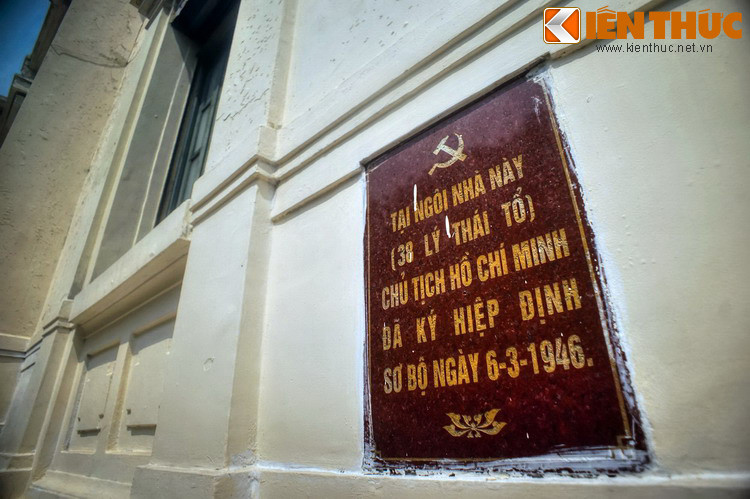 KIẾN THỨC
www.kienthuc.net.vn
TẠI NGÔI NHÀ NÀY
(38 LÝ THÁI TỔ)
CHỦ TỊCH HỒ CHÍ MINH
ĐÃ KÝ HIỆP ĐỊNH
SƠ BỘ NGÀY 6-3-1946.